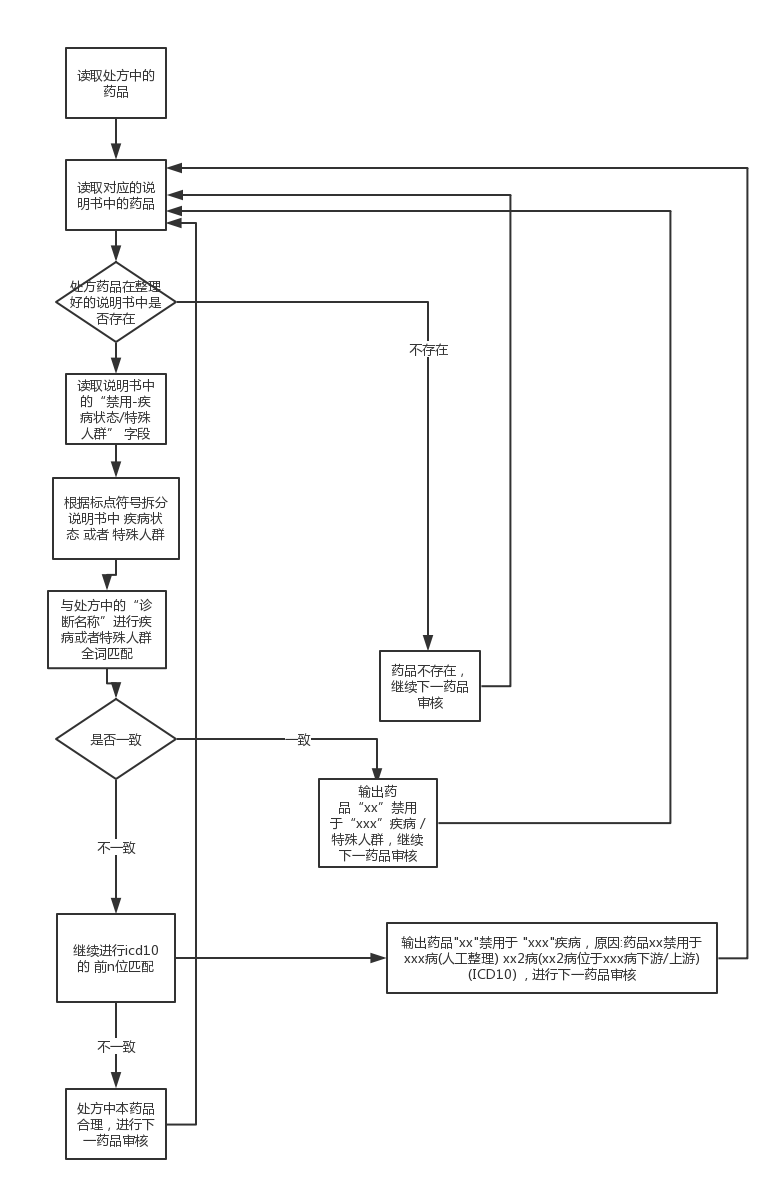 读取处方中的
药品
读取对应的说
明书中的药品
处方药品在整理
好的说明书中是
否存在
不存在
读取说明书中
的“禁用-疾
病状态/特殊
人群” 字段
根据标点符号拆分
说明书中 疾病状
态 或者 特殊人群
与处方中的“诊
断名称”进行疾
病或者特殊人群
全词匹配
药品不存在，
继续下一药品
审核
是否一致
一致
输出药
品“xx”禁用
于“xxx”疾病 /
特殊人群，继续
下一药品审核
不一致
继续进行icd10
的 前n位匹配
输出药品"xx"禁用于 "xxx"疾病，原因:药品xx禁用于
xxx病(人工整理) xx2病(xx2病位于xxx病下游/上游)
(ICD10) ，进行下一药品审核
不一致
处方中本药品
合理，进行下
一药品审核